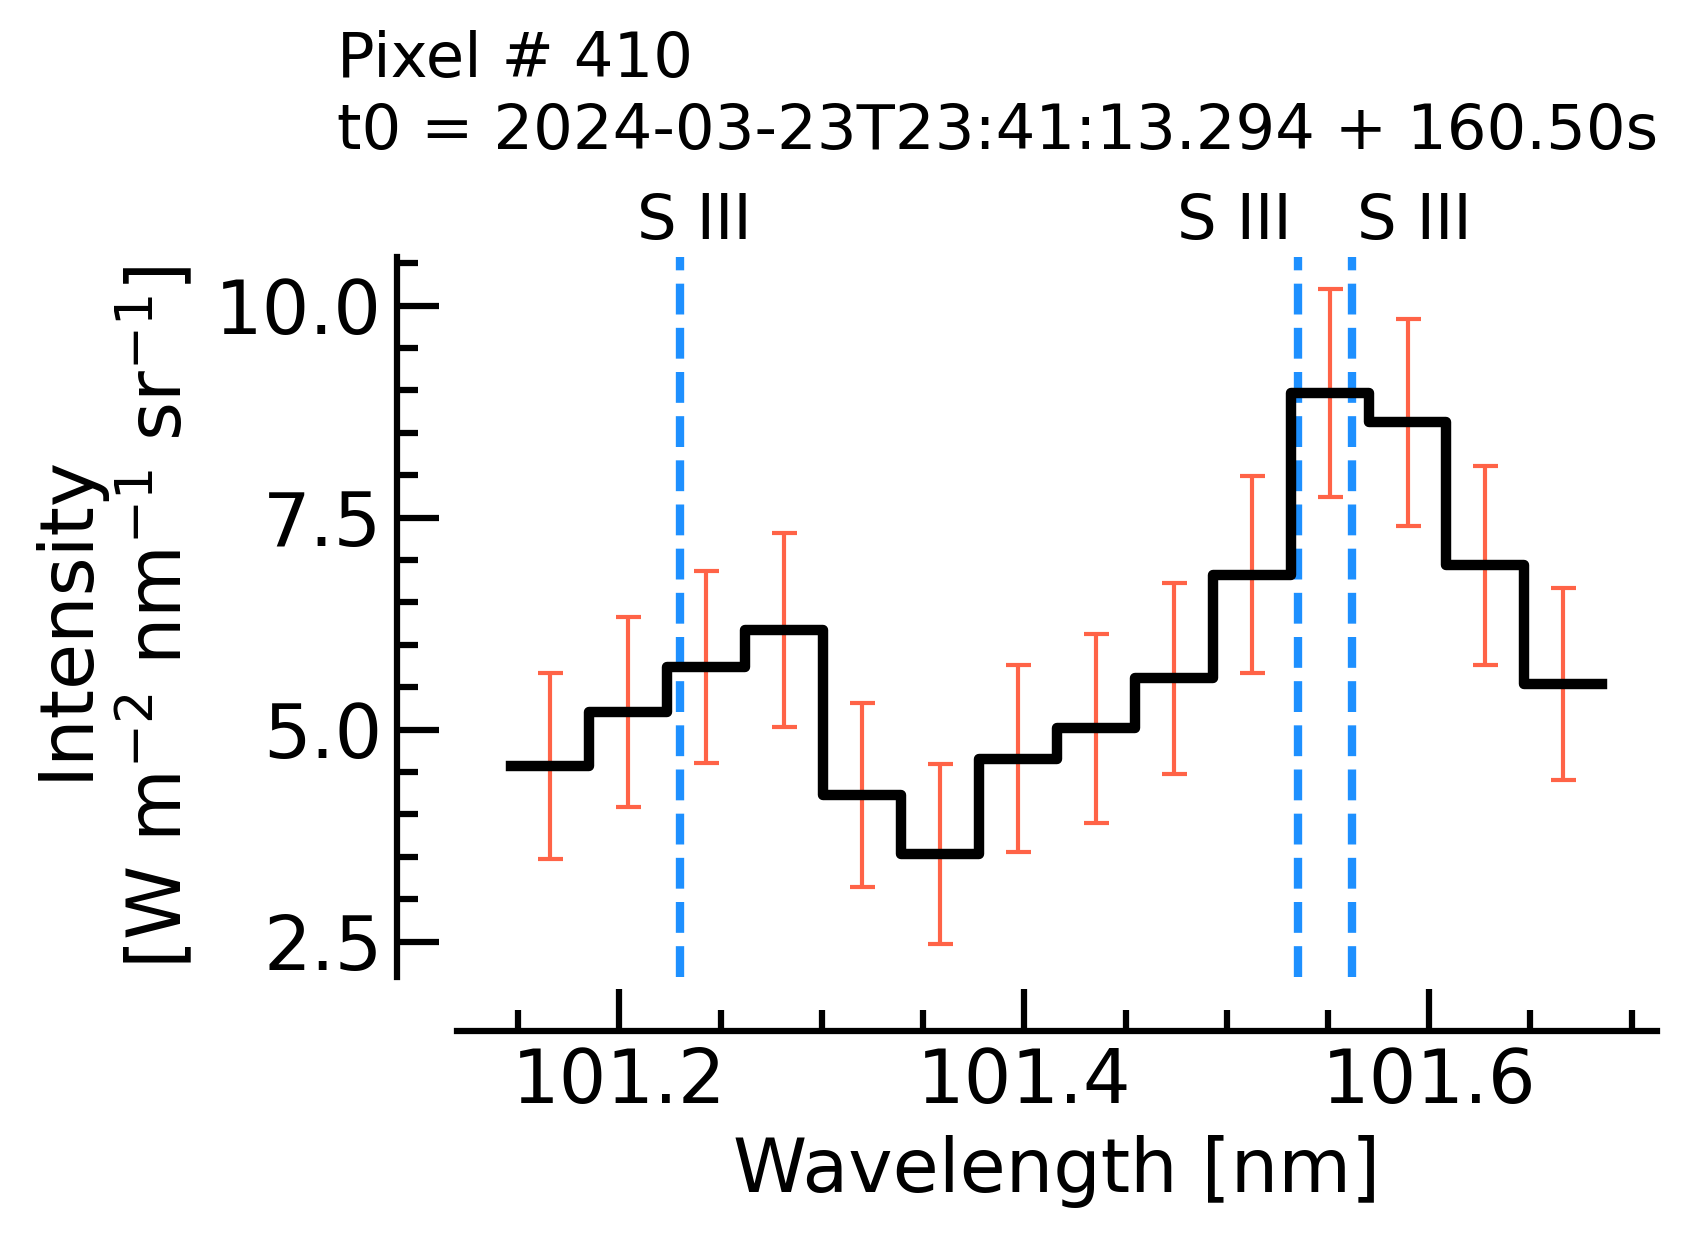 Pixel # 410
t0 = 2024-03-23T23:41:13.294 + 160.50s
S III S III S III
Intensity
[W m⁻² nm⁻¹ sr⁻¹]
10.0
7.5
5.0
2.5
101.2 101.4 101.6
Wavelength [nm]